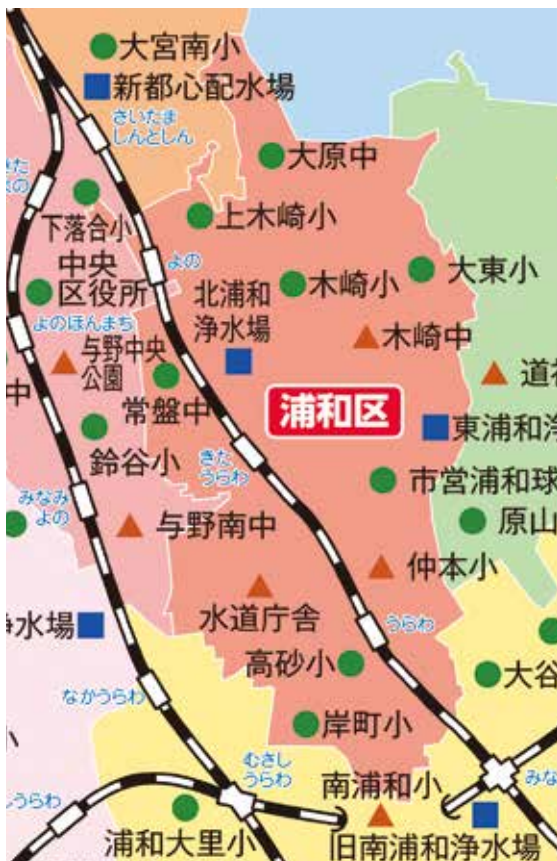 大宮南小
新都心配水場
さいたま
しんとしん
大原中
下落合小
上木崎小
中央
区役所
よの
北浦和
浄水場
木崎小
大東小
よのほんまち
与野中央
公園
木崎中
常盤中
浦和区
鈴谷小
きた
うらわ
市営浦和球
みなみ
よの
与野南中
原山
仲本小
水道庁舎
うらわ
高砂小
なかうらわ
大谷
岸町小
むさし
うらわ
南浦和小
浦和大里小
旧南浦和浄水場
東浦和浄
水場
中